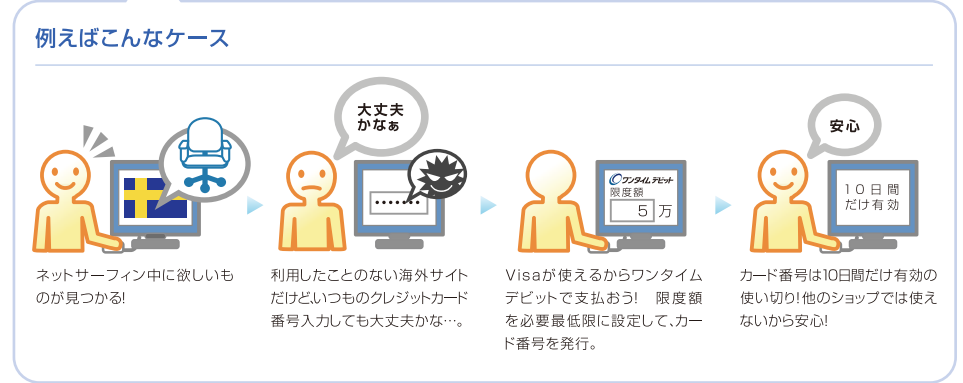 例えばこんなケース
大丈夫
かなぁ
安心
ワンタイム デビット
限度額
5 万
10日間
だけ有効
ネットサーフィン中に欲しいも
のが見つかる!
利用したことのない海外サイト
だけど、いつものクレジットカード
番号入力しても大丈夫かな…。
Visaが使えるからワンタイム
デビットで支払おう! 限度額
を必要最低限に設定して、カー
ド番号を発行。
カード番号は10日間だけ有効の
使い切り!他のショップでは使え
ないから安心!